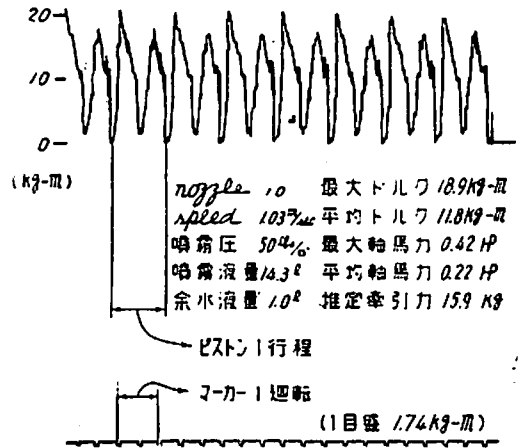 20
10
0
(kg-m)
nozzle 10 最大トルク 18.9kg-m
speed 1.03m/sec 平均トルク 11.8kg-m
噴霧圧 50 最大軸馬力 0.42 HP
噴霧液量 14.3ℓ 平均軸馬力 0.22 HP
余水液量 1.0ℓ 推定牽引力 15.9 kg
ピストン1行程
マーカー1廻転
(1目盛 1.74kg-m)